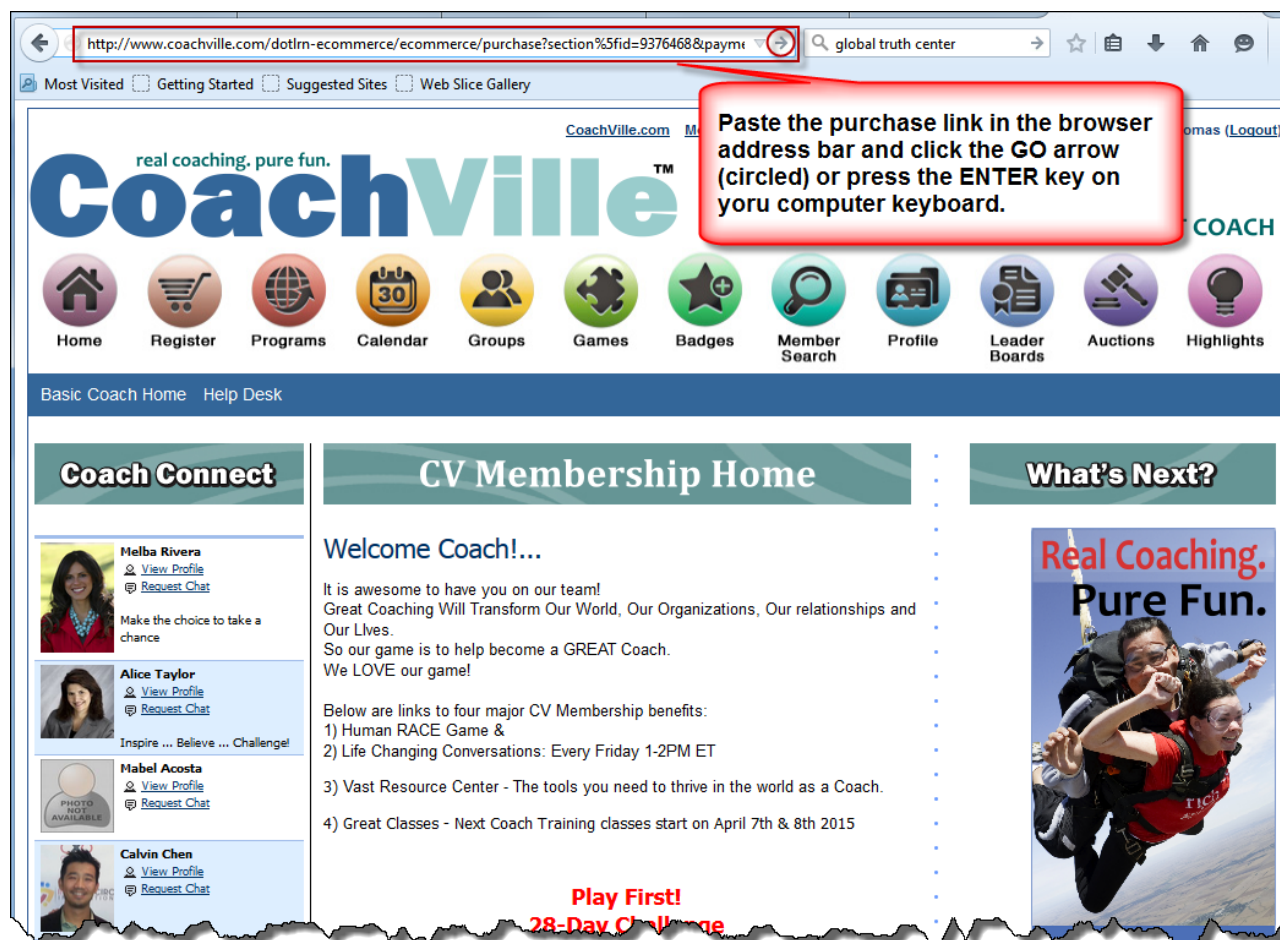 http://www.coachville.com/dotlrn-ecommerce/ecommerce/purchase?section%5fid=9376468&payme
global truth center
Most Visited Getting Started Suggested Sites Web Slice Gallery
Paste the purchase link in the browser
address bar and click the GO arrow
(circled) or press the ENTER key on
yoru computer keyboard.
CoachVille.com
omas (Logout)
real coaching. pure fun.
CoachVille™
COACH
30
Home Register Programs Calendar Groups Games Badges Member Search Profile Leader Boards Auctions Highlights
Basic Coach Home Help Desk
Coach Connect
Melba Rivera
View Profile
Request Chat
Make the choice to take a
chance
Alice Taylor
View Profile
Request Chat
Inspire ... Believe ... Challenge!
Mabel Acosta
View Profile
Request Chat
PHOTO
NOT
AVAILABLE
Calvin Chen
View Profile
Request Chat
CV Membership Home
Welcome Coach!...
It is awesome to have you on our team!
Great Coaching Will Transform Our World, Our Organizations, Our relationships and
Our LIves.
So our game is to help become a GREAT Coach.
We LOVE our game!
Below are links to four major CV Membership benefits:
1) Human RACE Game &
2) Life Changing Conversations: Every Friday 1-2PM ET
3) Vast Resource Center - The tools you need to thrive in the world as a Coach.
4) Great Classes - Next Coach Training classes start on April 7th & 8th 2015
Play First!
28-Day Challenge
What's Next?
Real Coaching.
Pure Fun.